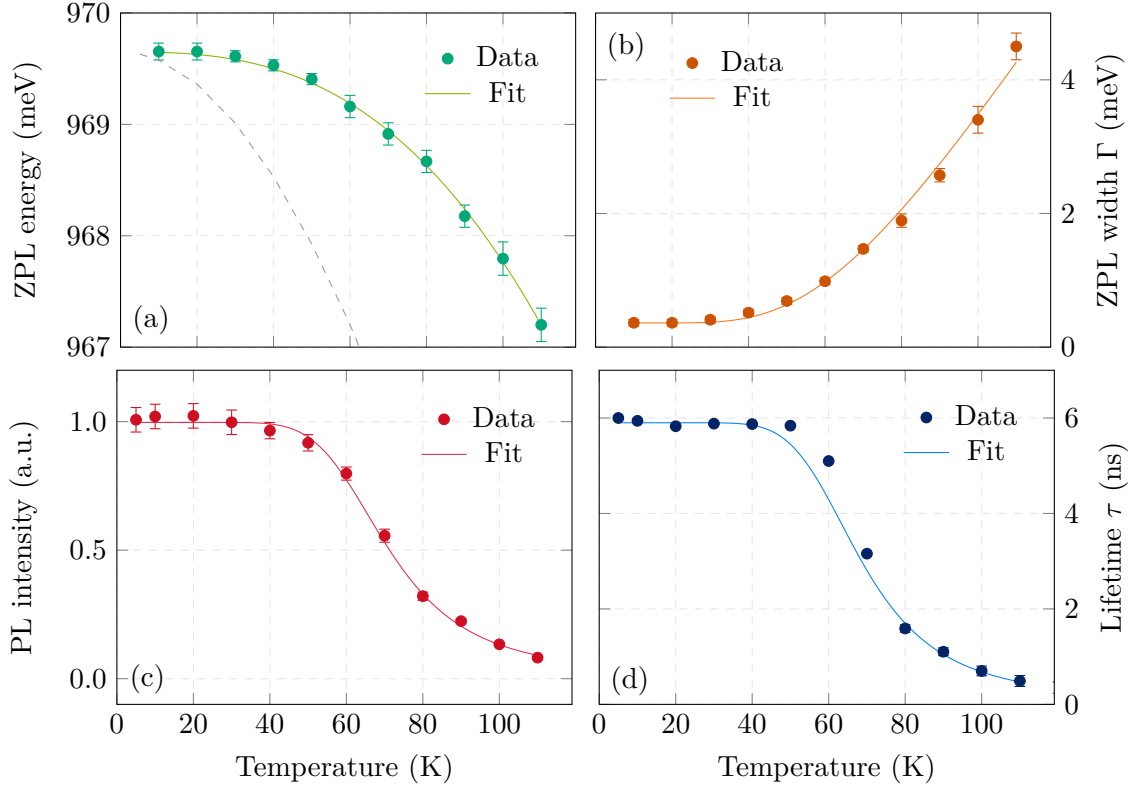 970
969
968
967
ZPL energy (meV)
Data
Fit
(a)
(b)
Data
Fit
4
2
0
ZPL width Γ (meV)
1.0
0.5
0.0
PL intensity (a.u.)
Data
Fit
(c)
0 20 40 60 80 100
Temperature (K)
Data
Fit
(d)
6
4
2
0
Lifetime τ (ns)
0 20 40 60 80 100
Temperature (K)